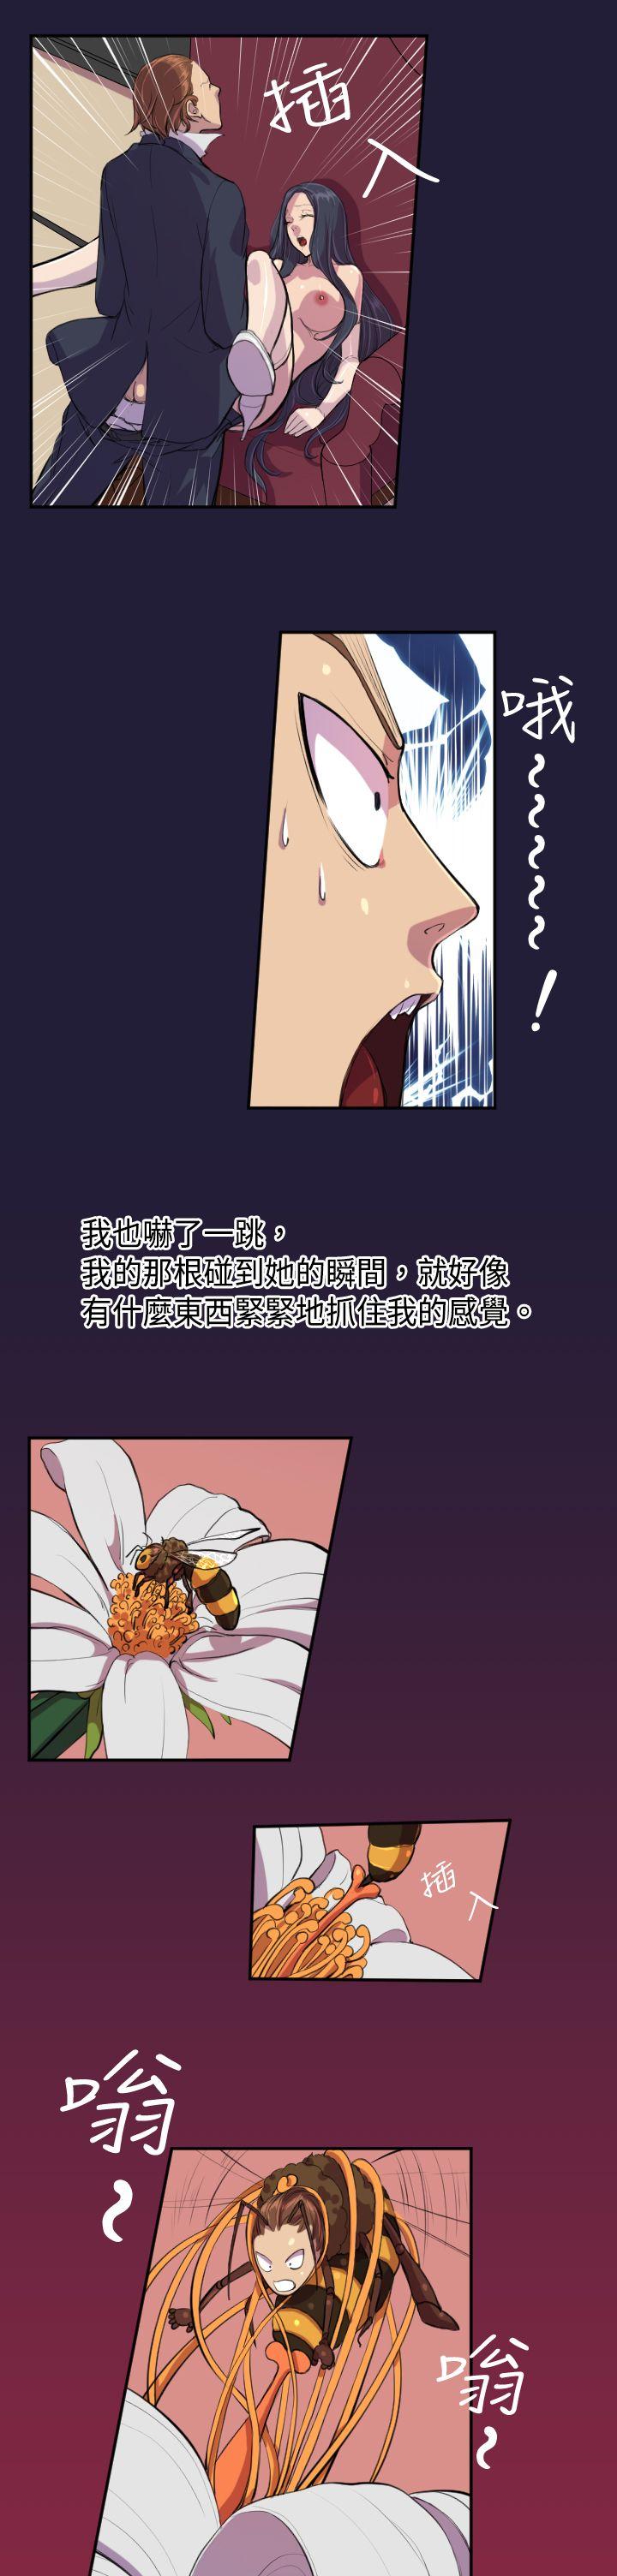 插入
哦~~~~~!
我也嚇了一跳，
我的那根碰到她的瞬間，就好像
有什麼東西緊緊地抓住我的感覺。
插入
嗡~
嗡~